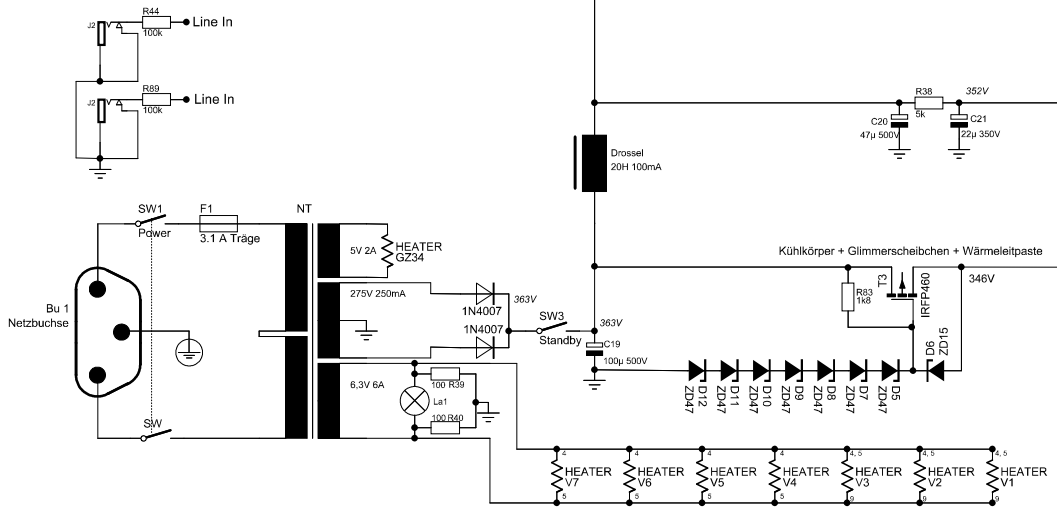 R44
J2
100k
Line In
R89
J2
100k
Line In
R38
5k
352V
C20
47µ 500V
C21
22µ 350V
Drossel
20H 100mA
SW1
Power
F1
3.1 A Träge
NT
5V 2A
HEATER
GZ34
Kühlkörper + Glimmerscheibchen + Wärmeleitpaste
T3
IRFP460
346V
R83
1k8
Bu 1
Netzbuchse
275V 250mA
1N4007
363V
1N4007
SW3
Standby
363V
C19
100µ 500V
D6
ZD15
6,3V 6A
100 R39
La1
100 R40
SW
D12
ZD47
D11
ZD47
D10
ZD47
D9
ZD47
D8
ZD47
D7
ZD47
D5
ZD47
4
HEATER
V7
5
4
HEATER
V6
5
4
HEATER
V5
5
4
HEATER
V4
5
4, 5
HEATER
V3
9
4, 5
HEATER
V2
9
4, 5
HEATER
V1
9